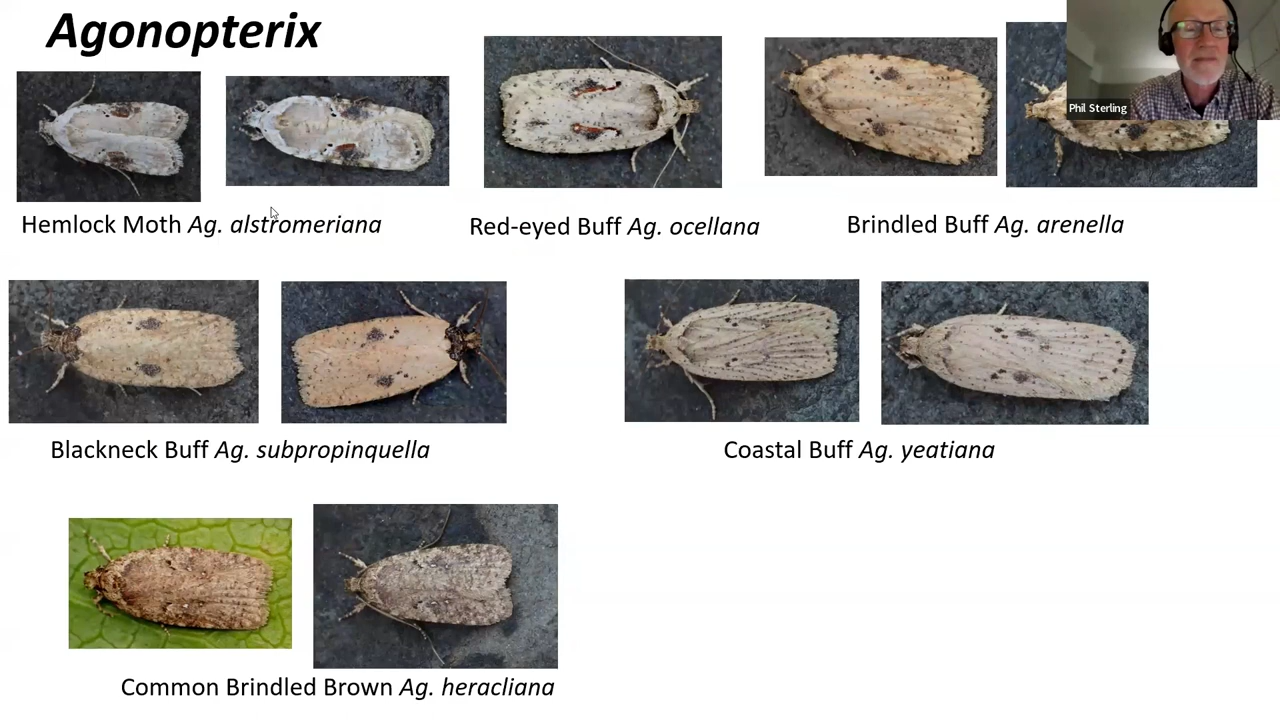 Agonopterix
Phil Sterling
Hemlock Moth Ag. alstromeriana
Red-eyed Buff Ag. ocellana
Brindled Buff Ag. arenella
Blackneck Buff Ag. subpropinquella
Coastal Buff Ag. yeatiana
Common Brindled Brown Ag. heracliana